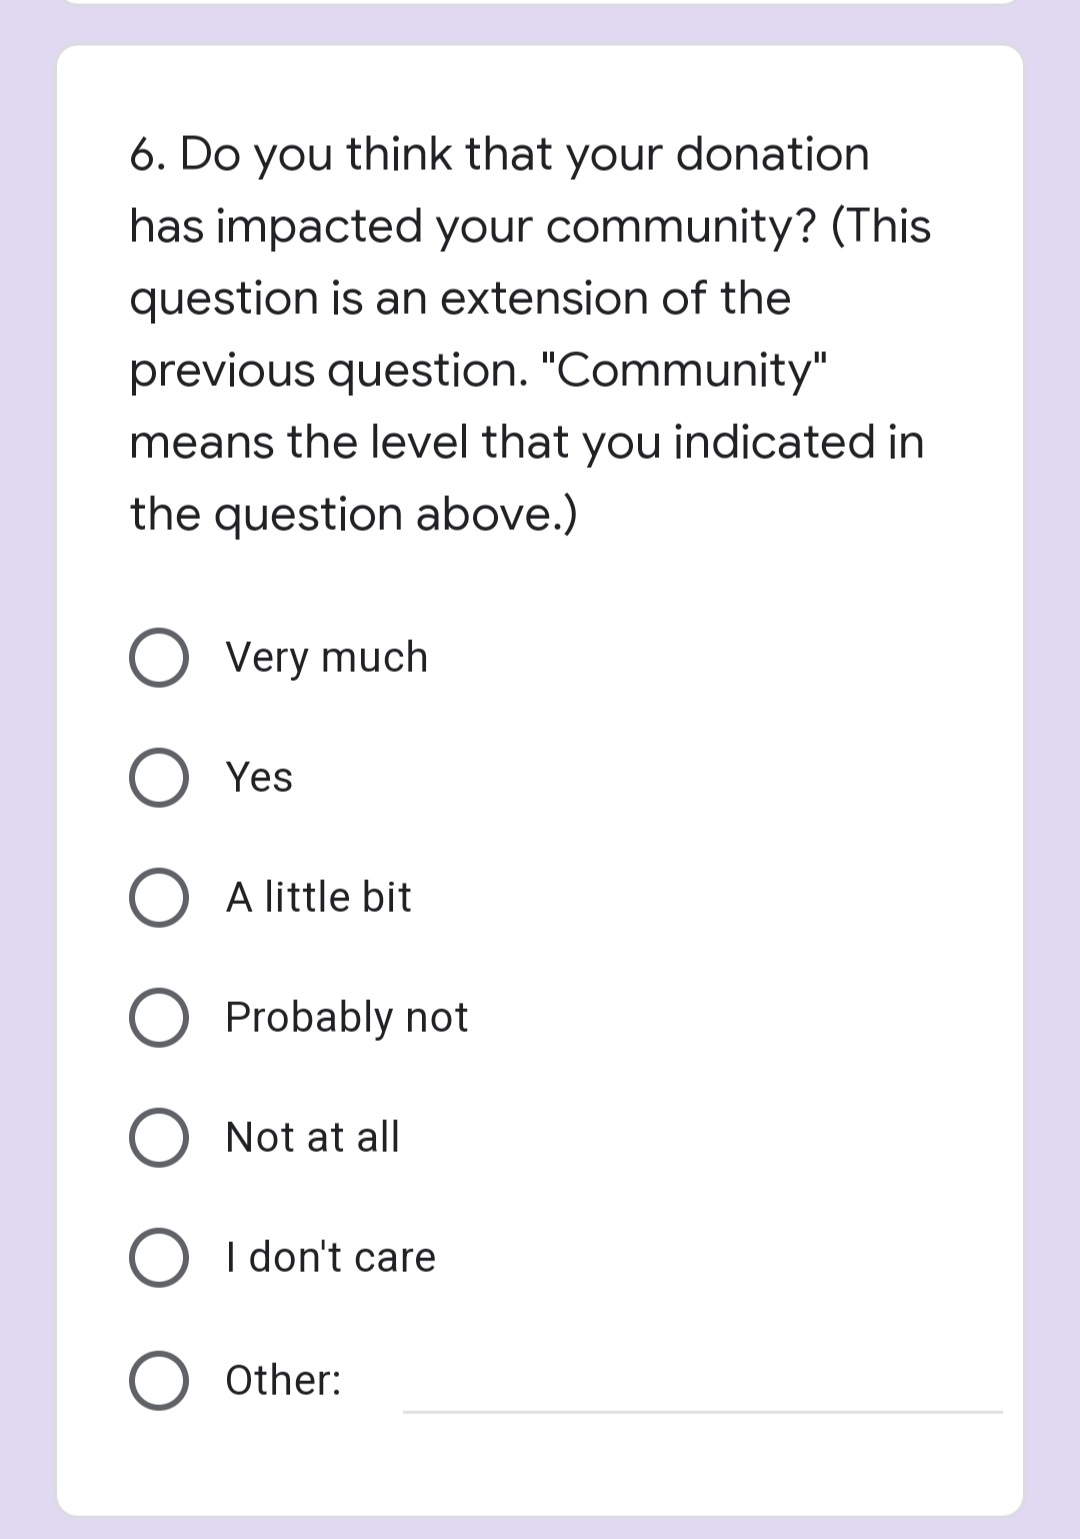 6. Do you think that your donation
has impacted your community? (This
question is an extension of the
previous question. "Community"
means the level that you indicated in
the question above.)
Very much
Yes
A little bit
Probably not
Not at all
I don't care
Other: